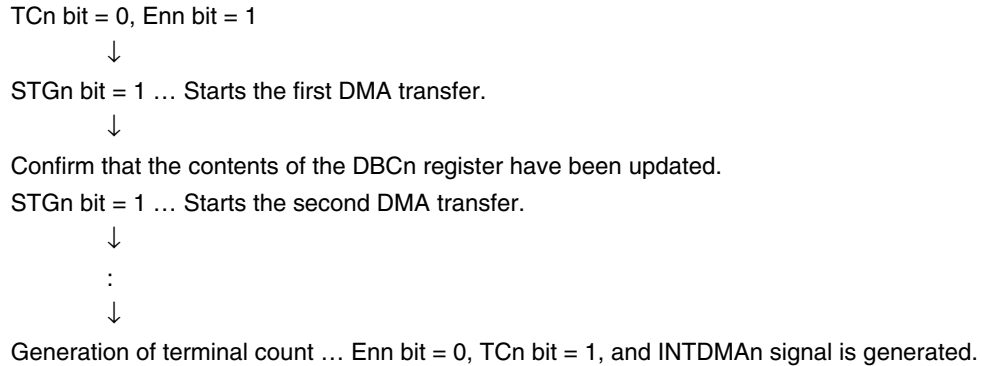 TCn bit = 0, Enn bit = 1
↓
STGn bit = 1 … Starts the first DMA transfer.
↓
Confirm that the contents of the DBCn register have been updated.
STGn bit = 1 … Starts the second DMA transfer.
↓
:
↓
Generation of terminal count … Enn bit = 0, TCn bit = 1, and INTDMAn signal is generated.